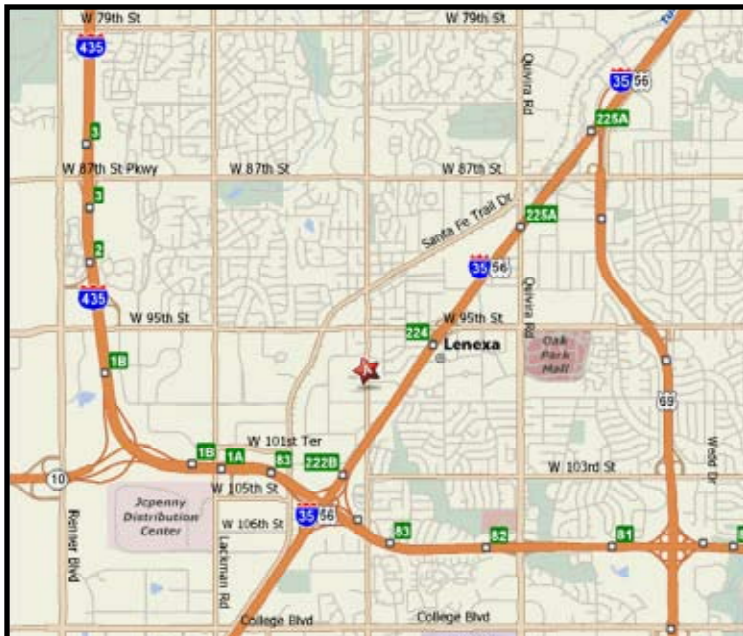 W 79th St
W 79th St
435
35
56
Quivira Rd
225A
3
W 87th St Pkwy
W 87th St
W 87th St
3
Santa Fe Trail Dr
225A
2
35
56
435
Quivira Rd
W 95th St
W 95th St
224
Lenexa
Oak
Park
Mall
1B
69
W 101st Ter
1B
1A
83
222B
W 103rd St
Wedd Dr
10
W 105th St
Jcpenny
Distribution
Center
35
56
W 106th St
Renner Blvd
Lackman Rd
83
82
81
College Blvd
College Blvd